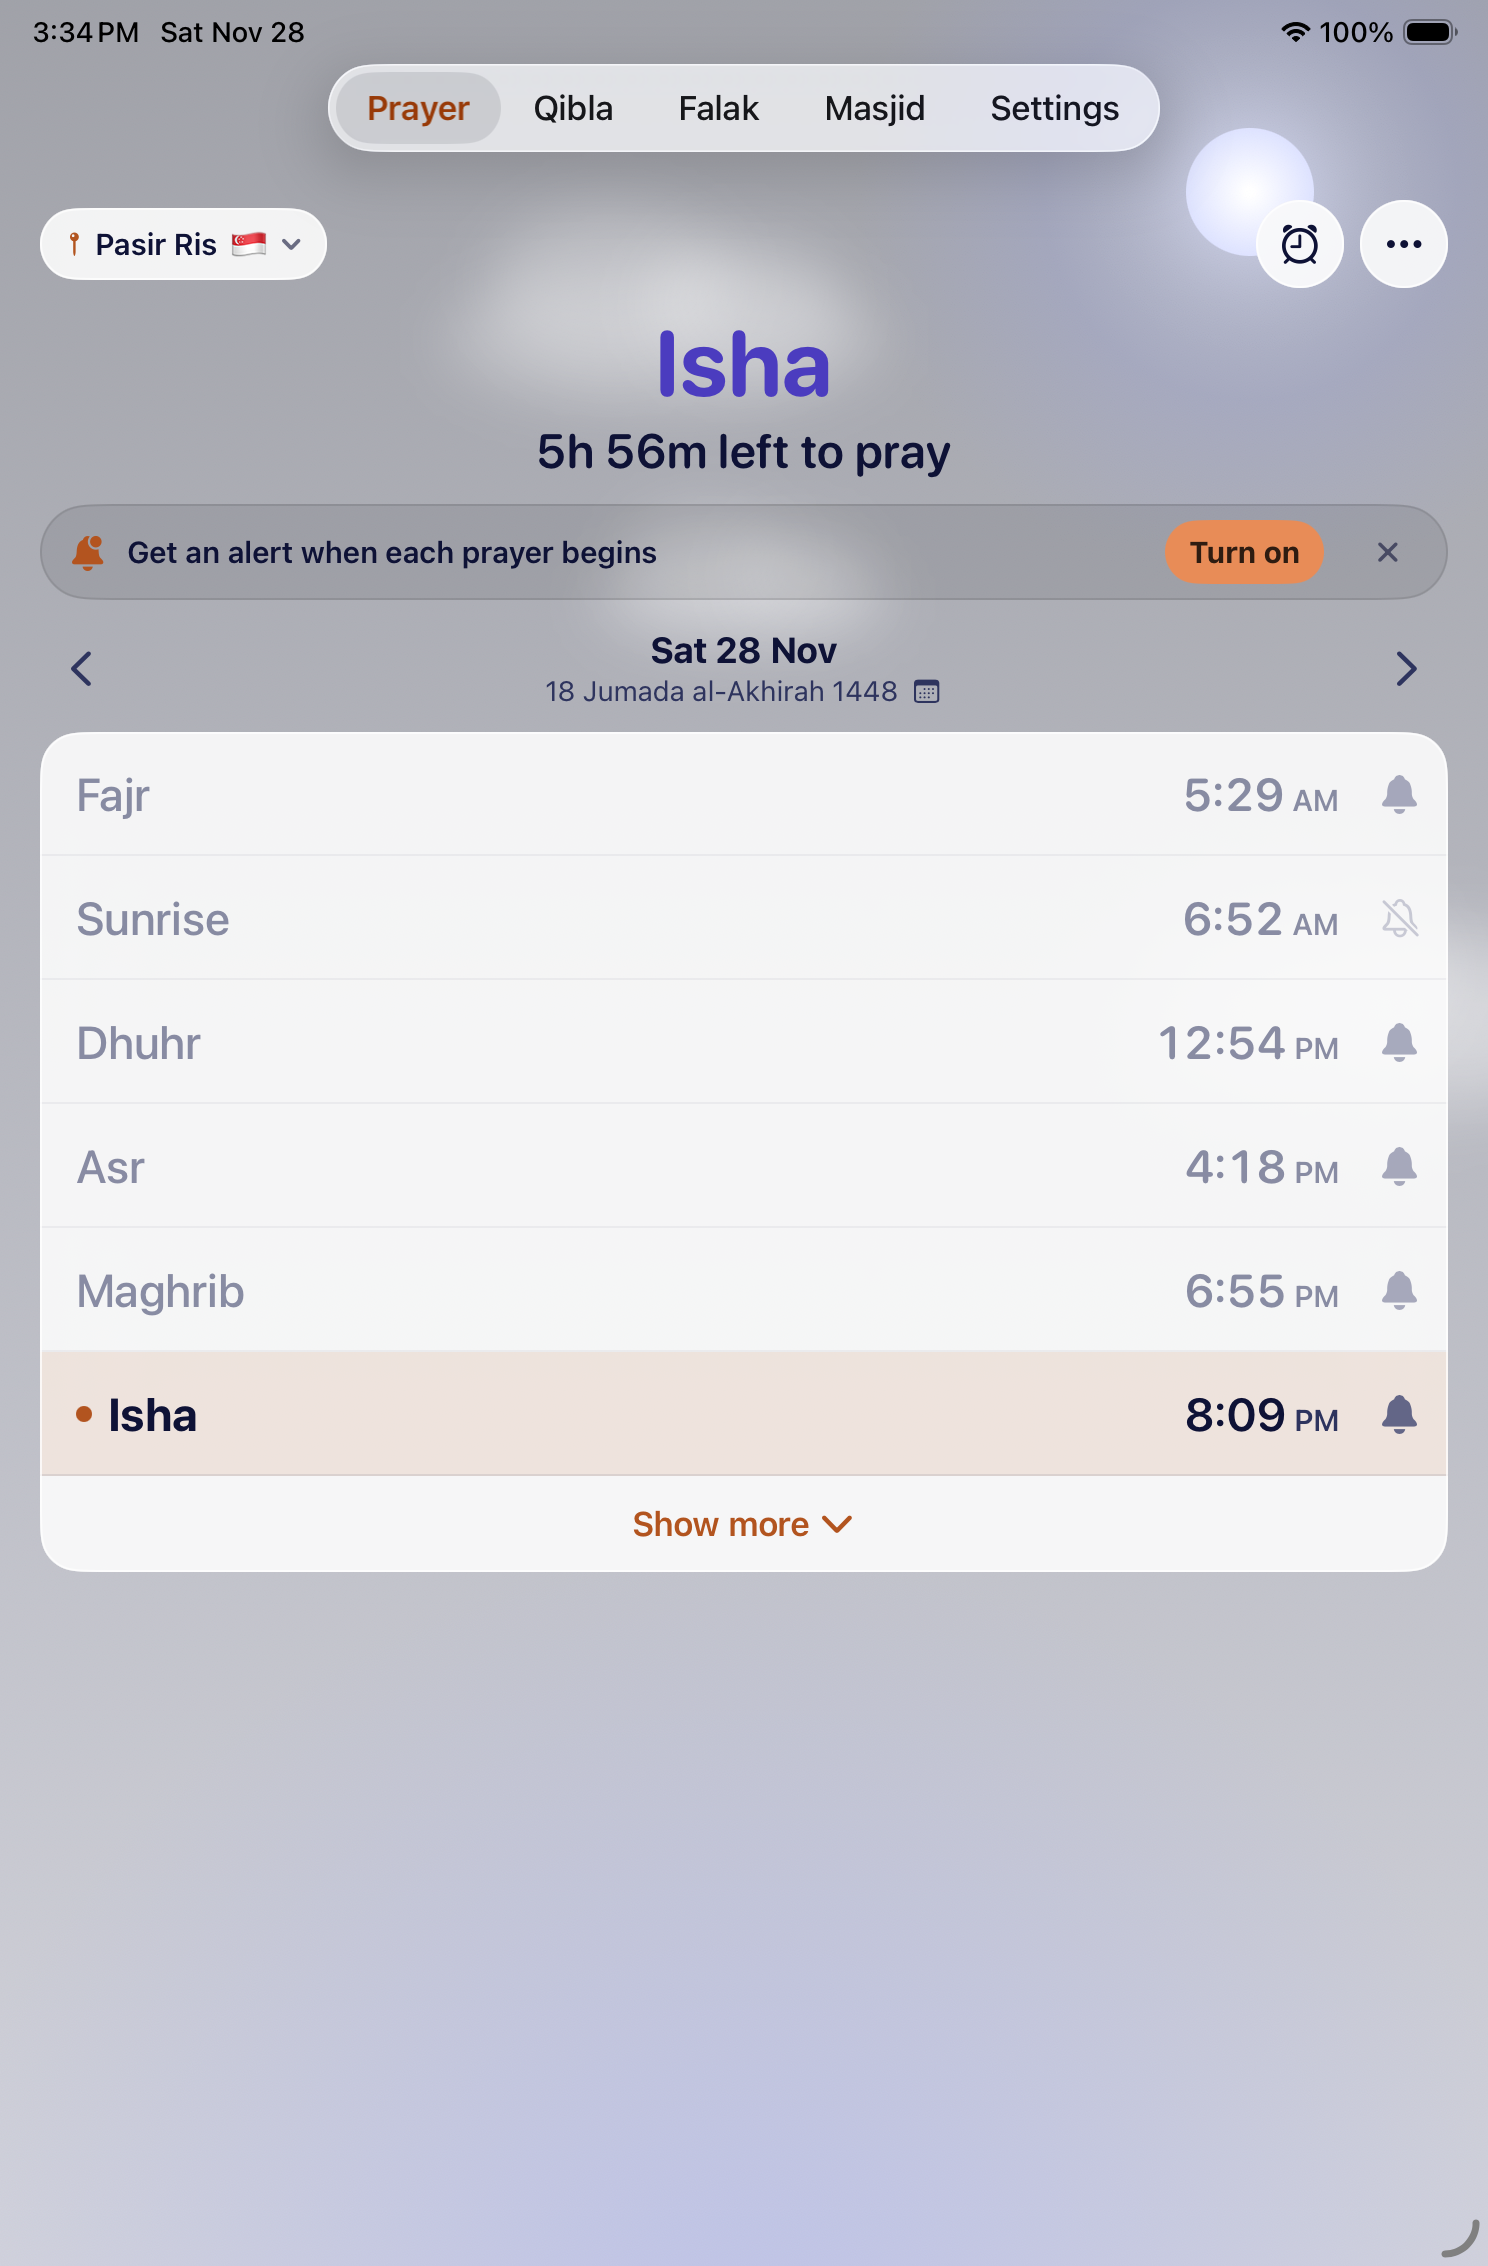 3:34 PM Sat Nov 28 100%
Prayer Qibla Falak Masjid Settings
Pasir Ris
Isha
5h 56m left to pray
Get an alert when each prayer begins Turn on
Sat 28 Nov
18 Jumada al-Akhirah 1448
Fajr 5:29 AM
Sunrise 6:52 AM
Dhuhr 12:54 PM
Asr 4:18 PM
Maghrib 6:55 PM
Isha 8:09 PM
Show more